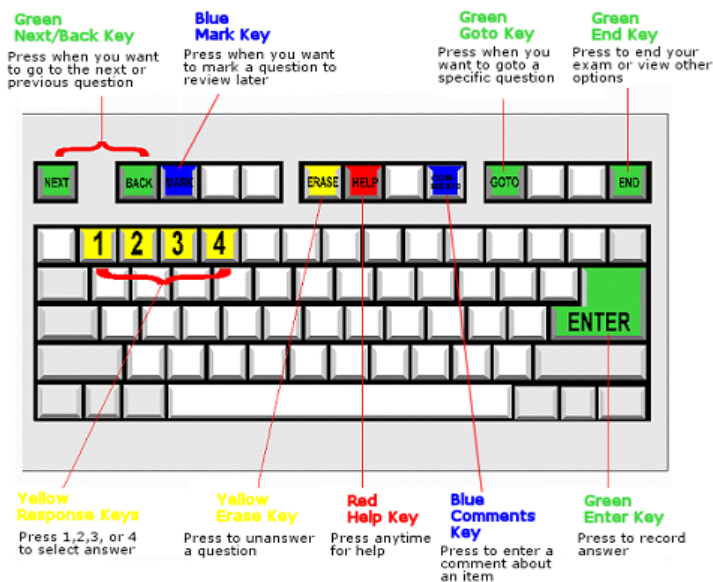 Green
Next/Back Key
Press when you want
to go to the next or
previous question
Blue
Mark Key
Press when you want
to mark a question to
review later
Green
Goto Key
Press when you
want to goto a
specific question
Green
End Key
Press to end your
exam or view other
options
NEXT
BACK
MARK
ERASE
HELP
COM
MENTS
GOTO
END
1
2
3
4
ENTER
Yellow
Response Keys
Press 1,2,3, or 4
to select answer
Yellow
Erase Key
Press to unanswer
a question
Red
Help Key
Press anytime
for help
Blue
Comments
Key
Press to enter a
comment about
an item
Green
Enter Key
Press to record
answer